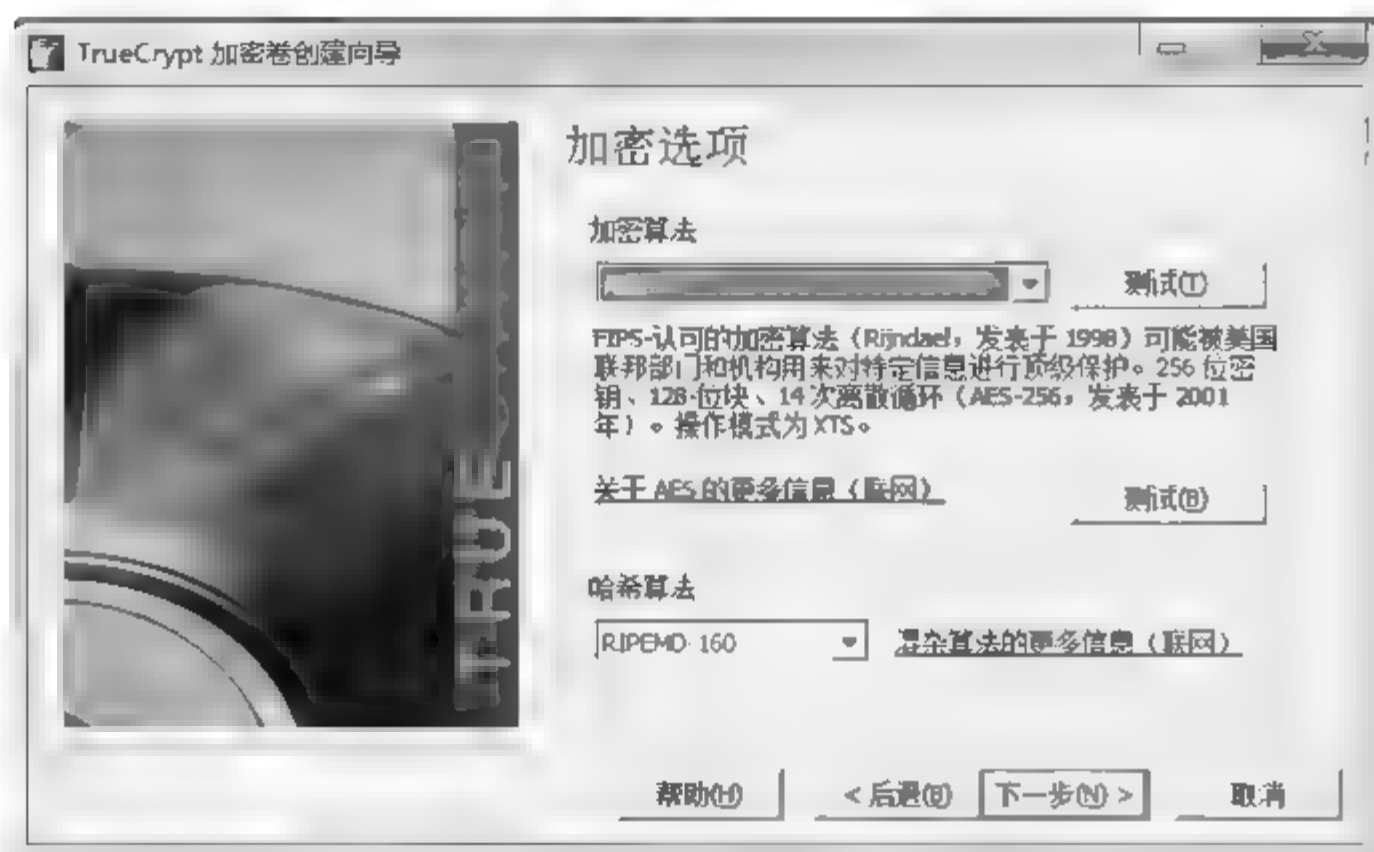 TrueCrypt 加密卷创建向导
加密选项
加密算法
测试(T)
FIPS-认可的加密算法（Rijndael，发表于 1998）可能被美国
联邦部门和机构用来对特定信息进行顶级保护。256 位密
钥、128-位块、14 次离散循环（AES-256，发表于 2001
年）。操作模式为 XTS。
关于 AES 的更多信息（联网）
测试(B)
哈希算法
RIPEMD-160
混杂算法的更多信息（联网）
帮助(H)
< 后退(B)
下一步(N) >
取消
TRUE